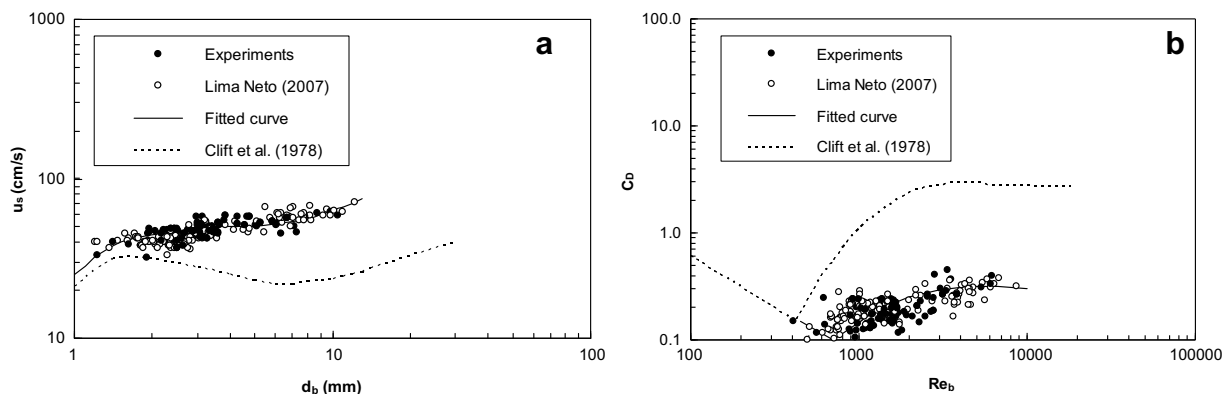 a
1000
100
10
1
10
100
u_s (cm/s)
d_b (mm)
Experiments
Lima Neto (2007)
Fitted curve
Clift et al. (1978)
b
100.0
10.0
1.0
0.1
100
1000
10000
100000
C_D
Re_b
Experiments
Lima Neto (2007)
Fitted curve
Clift et al. (1978)